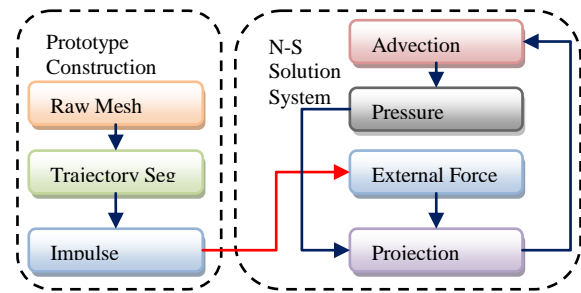 Prototype
Construction
Raw Mesh
Trajectory Seg
Impulse
N-S
Solution
System
Advection
Pressure
External Force
Projection